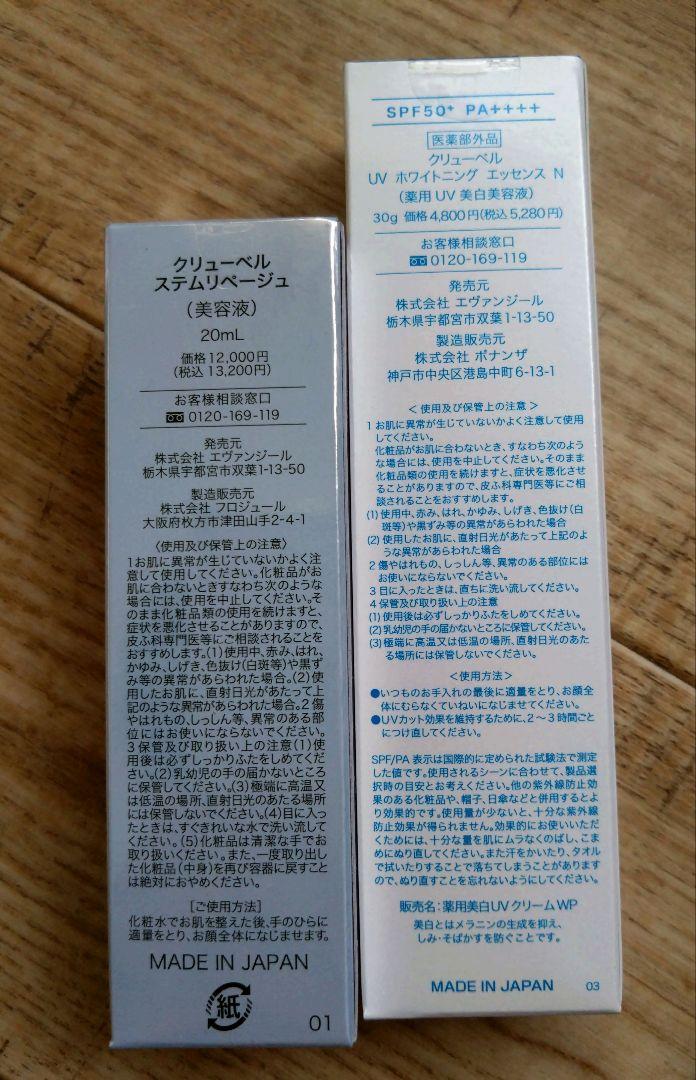 クリューベル
ステムリページュ
（美容液）
20mL
価格12,000円
（税込13,200円）
お客様相談窓口
0120-169-119
発売元
株式会社 エヴァンジール
栃木県宇都宮市双葉1-13-50
製造販売元
株式会社 フロジュール
大阪府枚方市津田山手2-4-1
〈使用及び保管上の注意〉
1お肌に異常が生じていないかよく注
意して使用してください。化粧品がお
肌に合わないときすなわち次のような
場合には、使用を中止してください。そ
のまま化粧品類の使用を続けますと、
症状を悪化させることがありますので、
皮ふ科専門医等にご相談されることを
おすすめします。(1)使用中、赤み、はれ、
かゆみ、しげき、色抜け(白斑等)や黒ず
み等の異常があらわれた場合。(2)使
用したお肌に、直射日光があたって上
記のような異常があらわれた場合。2傷
やはれもの、しっしん等、異常のある部
位にはお使いにならないでください。
3保管及び取り扱い上の注意(1)使
用後は必ずしっかりふたをしめてくだ
さい。(2)乳幼児の手の届かないところ
に保管してください。(3)極端に高温又
は低温の場所、直射日光のあたる場所
には保管しないでください。(4)目に入っ
たときは、すぐきれいな水で洗い流して
ください。(5)化粧品は清潔な手でお
取り扱いください。また、一度取り出し
た化粧品(中身)を再び容器に戻すこと
は絶対におやめください。
［ご使用方法］
化粧水でお肌を整えた後、手のひらに
適量をとり、お顔全体になじませます。
MADE IN JAPAN
紙
01
SPF50+ PA++++
医薬部外品
クリューベル
UV ホワイトニング エッセンス N
（薬用UV美白美容液）
30g 価格4,800円(税込5,280円)
お客様相談窓口
0120-169-119
発売元
株式会社 エヴァンジール
栃木県宇都宮市双葉1-13-50
製造販売元
株式会社 ボナンザ
神戸市中央区港島中町6-13-1
＜使用及び保管上の注意＞
1 お肌に異常が生じていないかよく注意して使用
してください。
化粧品がお肌に合わないとき、すなわち次のよう
な場合には、使用を中止してください。そのまま
化粧品類の使用を続けますと、症状を悪化させ
ることがありますので、皮ふ科専門医等にご相
談されることをおすすめします。
(1)使用中、赤み、はれ、かゆみ、しげき、色抜け(白
斑等)や黒ずみ等の異常があらわれた場合
(2)使用したお肌に、直射日光があたって上記のよ
うな異常があらわれた場合
2 傷やはれもの、しっしん等、異常のある部位には
お使いにならないでください。
3 目に入ったときは、直ちに洗い流してください。
4 保管及び取り扱い上の注意
(1)使用後は必ずしっかりふたをしめてください。
(2)乳幼児の手の届かないところに保管してください。
(3)極端に高温又は低温の場所、直射日光のあた
る場所には保管しないでください。
＜使用方法＞
●いつものお手入れの最後に適量をとり、お顔全
体にむらなくていねいになじませてください。
●UVカット効果を維持するために、2～3時間ごと
につけ直してください。
SPF/PA 表示は国際的に定められた試験法で測定
した値です。使用されるシーンに合わせて、製品選
択時の目安とお考えください。他の紫外線防止効
果のある化粧品や、帽子、日傘などと併用するとよ
り効果的です。使用量が少ないと、十分な紫外線
防止効果が得られません。効果的にお使いいただ
くためには、十分な量を肌にムラなくのばし、こま
めにぬり直してください。また汗をかいたり、タオル
で拭いたりすることで落ちてしまうことがあります
ので、ぬり直すことを忘れないようにしてください。
販売名：薬用美白UVクリームWP
美白とはメラニンの生成を抑え、
しみ・そばかすを防ぐことです。
MADE IN JAPAN
03